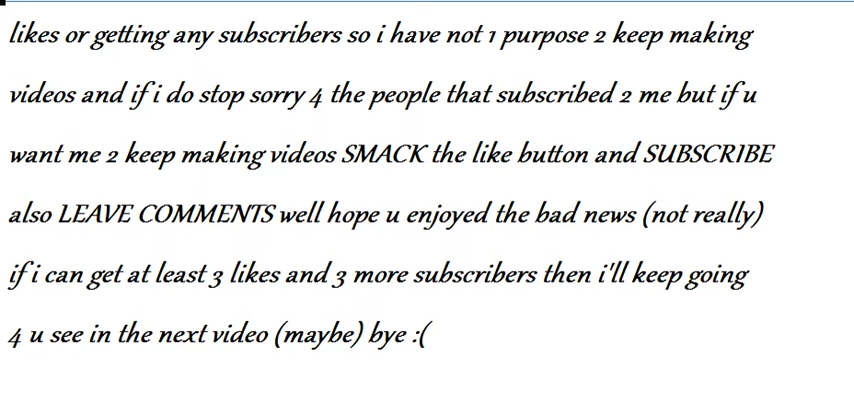 likes or getting any subscribers so i have not 1 purpose 2 keep making
videos and if i do stop sorry 4 the people that subscribed 2 me but if u
want me 2 keep making videos SMACK the like button and SUBSCRIBE
also LEAVE COMMENTS well hope u enjoyed the bad news (not really)
if i can get at least 3 likes and 3 more subscribers then i'll keep going
4 u see in the next video (maybe) bye :(